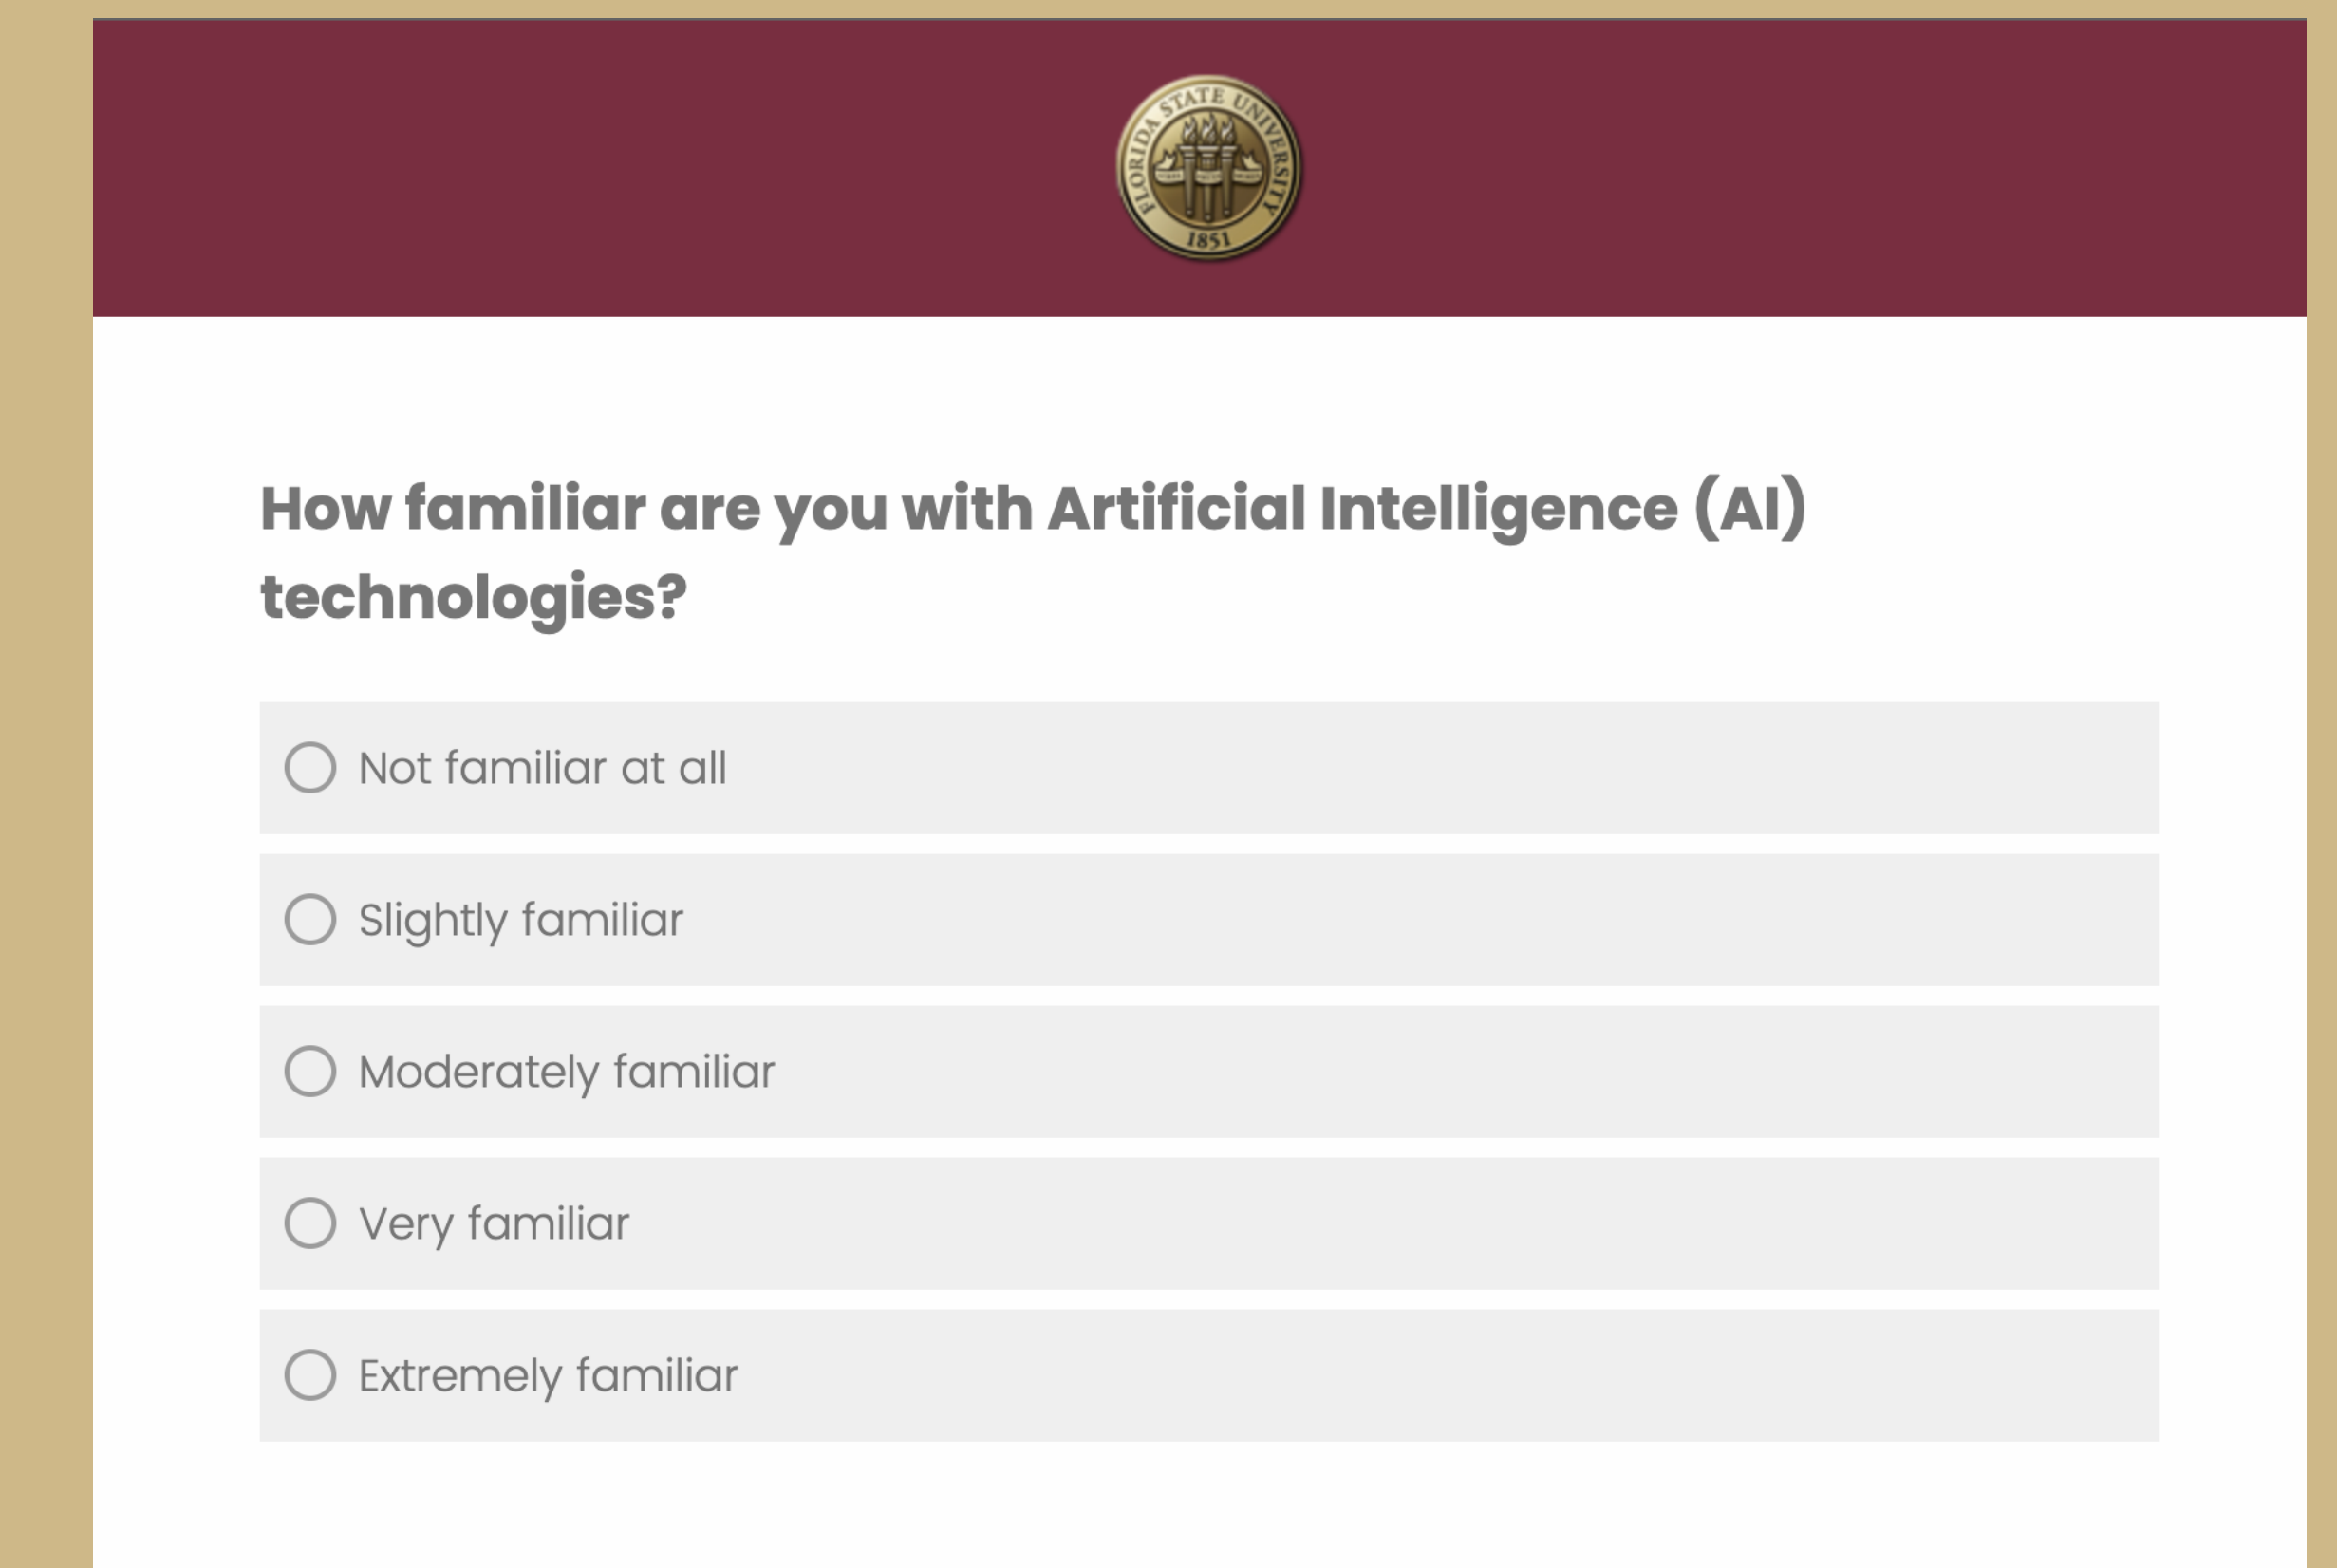 FLORIDA STATE UNIVERSITY
1851
How familiar are you with Artificial Intelligence (AI)
technologies?
Not familiar at all
Slightly familiar
Moderately familiar
Very familiar
Extremely familiar